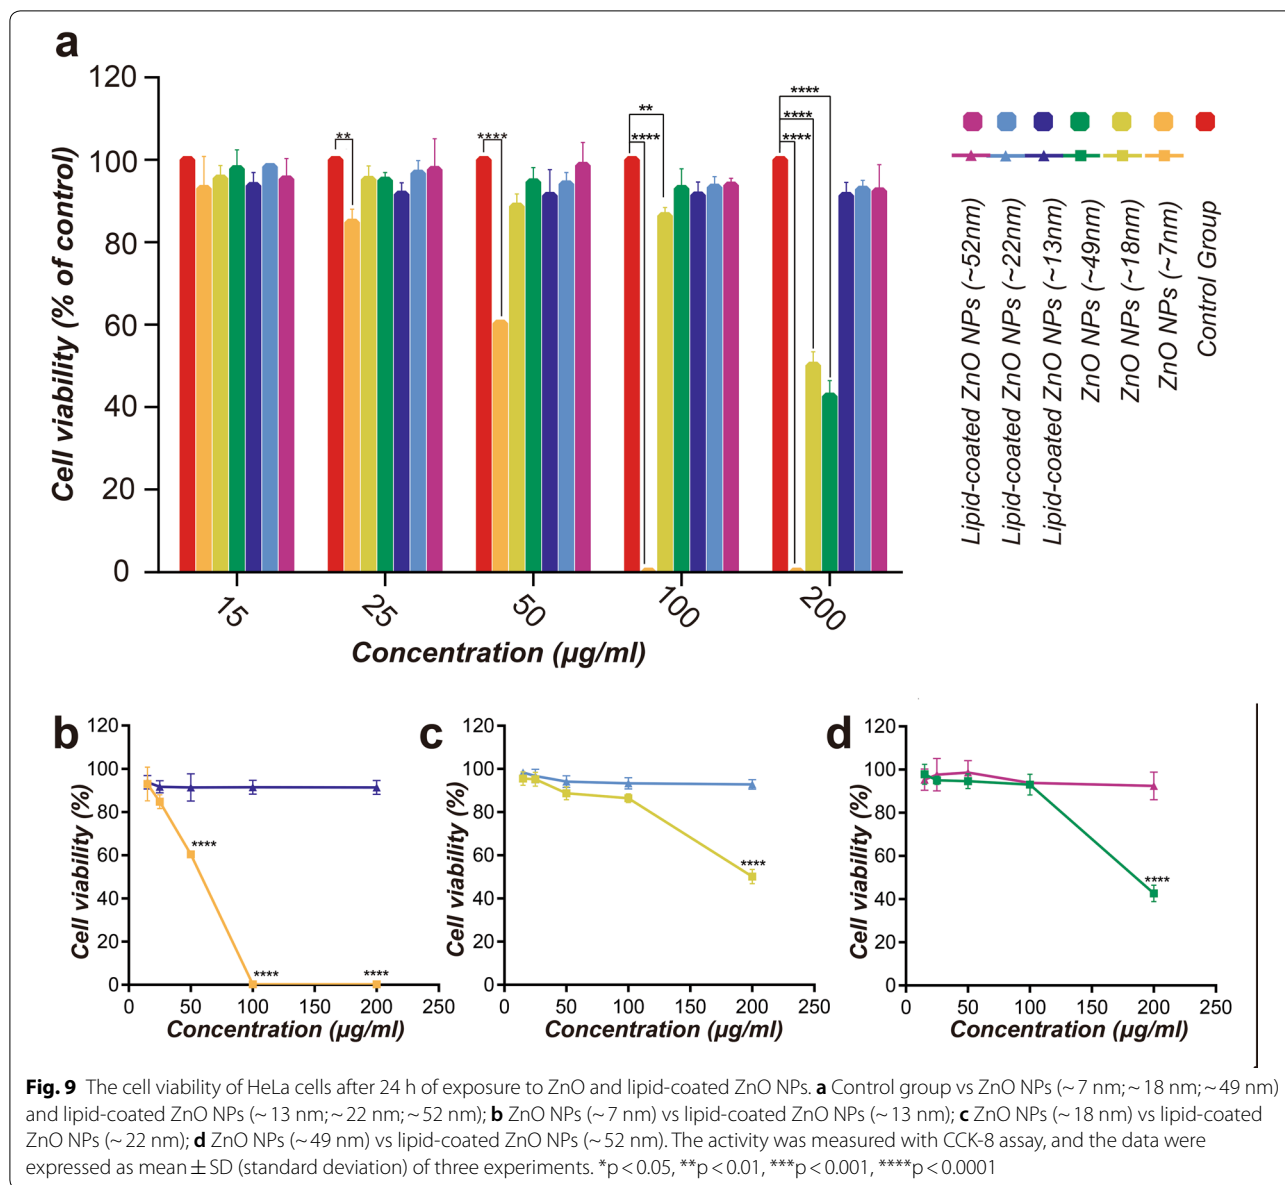 a
120
100
80
60
40
20
0
Cell viability (% of control)
**
****
**
****
****
****
****
15
25
50
100
200
Concentration (µg/ml)
Lipid-coated ZnO NPs (~52nm)
Lipid-coated ZnO NPs (~22nm)
Lipid-coated ZnO NPs (~13nm)
ZnO NPs (~49nm)
ZnO NPs (~18nm)
ZnO NPs (~7nm)
Control Group
b
120
100
80
60
40
20
0
Cell viability (%)
****
****
****
0
50
100
150
200
250
Concentration (µg/ml)
c
120
100
80
60
40
20
0
Cell viability (%)
****
0
50
100
150
200
250
Concentration (µg/ml)
d
120
100
80
60
40
20
0
Cell viability (%)
****
0
50
100
150
200
250
Concentration (µg/ml)
Fig. 9 The cell viability of HeLa cells after 24 h of exposure to ZnO and lipid-coated ZnO NPs. a Control group vs ZnO NPs (~7 nm; ~18 nm; ~49 nm)
and lipid-coated ZnO NPs (~13 nm; ~22 nm; ~52 nm); b ZnO NPs (~7 nm) vs lipid-coated ZnO NPs (~13 nm); c ZnO NPs (~18 nm) vs lipid-coated
ZnO NPs (~22 nm); d ZnO NPs (~49 nm) vs lipid-coated ZnO NPs (~52 nm). The activity was measured with CCK-8 assay, and the data were
expressed as mean ± SD (standard deviation) of three experiments. *p < 0.05, **p < 0.01, ***p < 0.001, ****p < 0.0001